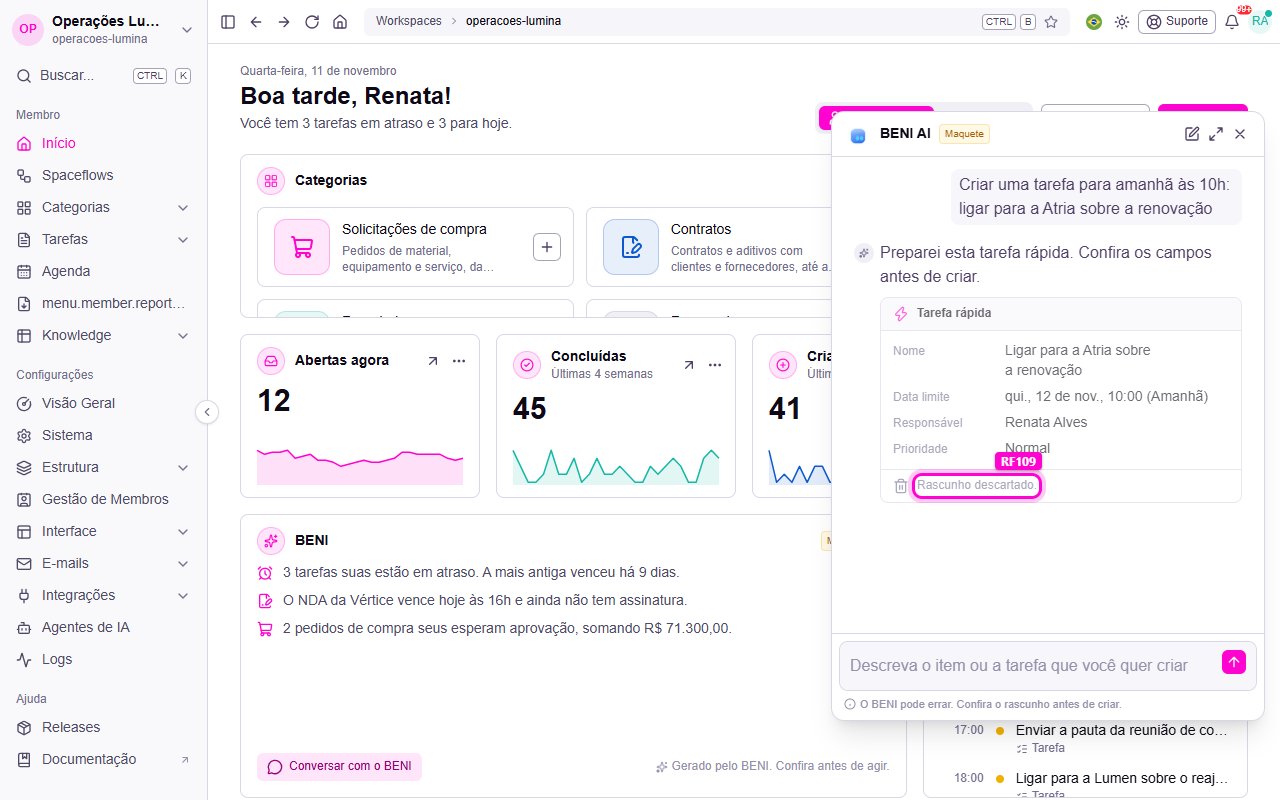 OP
Operações Lu...
operacoes-lumina
Buscar...
CTRL
K
Membro
Início
Spaceflows
Categorias
Tarefas
Agenda
menu.member.report...
Knowledge
Configurações
Visão Geral
Sistema
Estrutura
Gestão de Membros
Interface
E-mails
Integrações
Agentes de IA
Logs
Ajuda
Releases
Documentação
Workspaces
operacoes-lumina
CTRL
B
Suporte
99+
RA
Quarta-feira, 11 de novembro
Boa tarde, Renata!
Você tem 3 tarefas em atraso e 3 para hoje.
Categorias
Solicitações de compra
Pedidos de material,
equipamento e serviço, da...
Contratos
Contratos e aditivos com
clientes e fornecedores, até a
Abertas agora
12
Concluídas
Últimas 4 semanas
45
Cria
Últim
41
BENI
3 tarefas suas estão em atraso. A mais antiga venceu há 9 dias.
O NDA da Vértice vence hoje às 16h e ainda não tem assinatura.
2 pedidos de compra seus esperam aprovação, somando R$ 71.300,00.
Conversar com o BENI
Gerado pelo BENI. Confira antes de agir.
BENI AI
Maquete
Criar uma tarefa para amanhã às 10h:
ligar para a Atria sobre a renovação
Preparei esta tarefa rápida. Confira os campos
antes de criar.
Tarefa rápida
Nome
Ligar para a Atria sobre
a renovação
Data limite
qui., 12 de nov., 10:00 (Amanhã)
Responsável
Renata Alves
Prioridade
Normal
RF109
Rascunho descartado.
Descreva o item ou a tarefa que você quer criar
O BENI pode errar. Confira o rascunho antes de criar.
17:00
Enviar a pauta da reunião de co...
Tarefa
18:00
Ligar para a Lumen sobre o reaj...
Tarefa